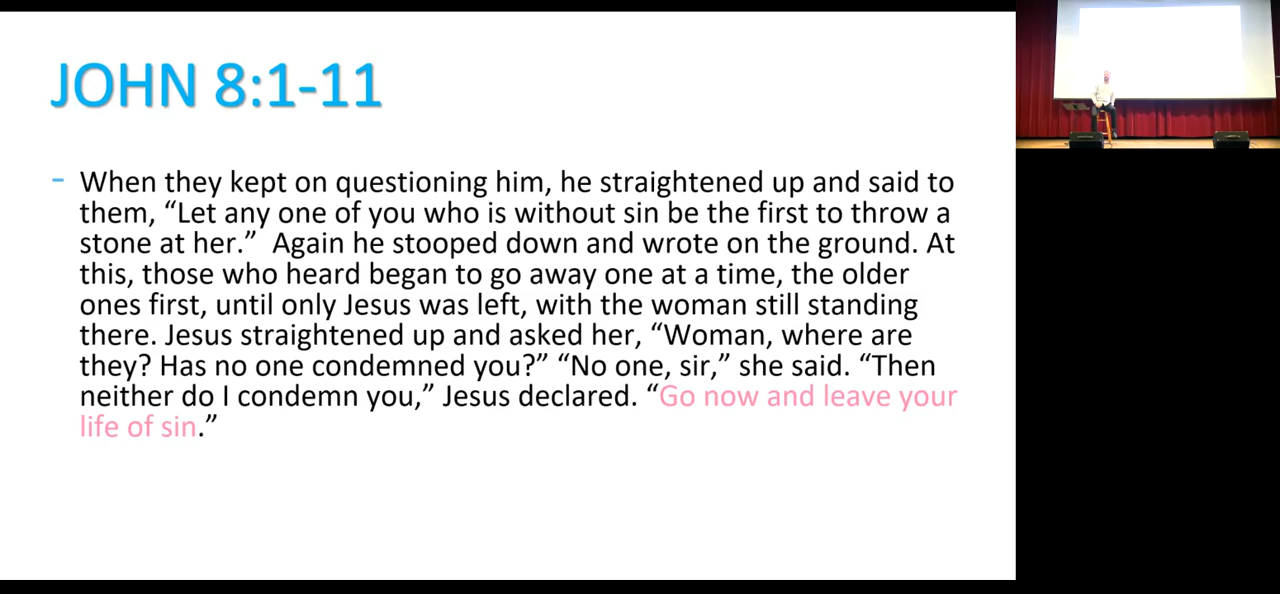 JOHN 8:1-11
- When they kept on questioning him, he straightened up and said to
them, “Let any one of you who is without sin be the first to throw a
stone at her.”  Again he stooped down and wrote on the ground. At
this, those who heard began to go away one at a time, the older
ones first, until only Jesus was left, with the woman still standing
there. Jesus straightened up and asked her, “Woman, where are
they? Has no one condemned you?” “No one, sir,” she said. “Then
neither do I condemn you,” Jesus declared. “Go now and leave your
life of sin.”